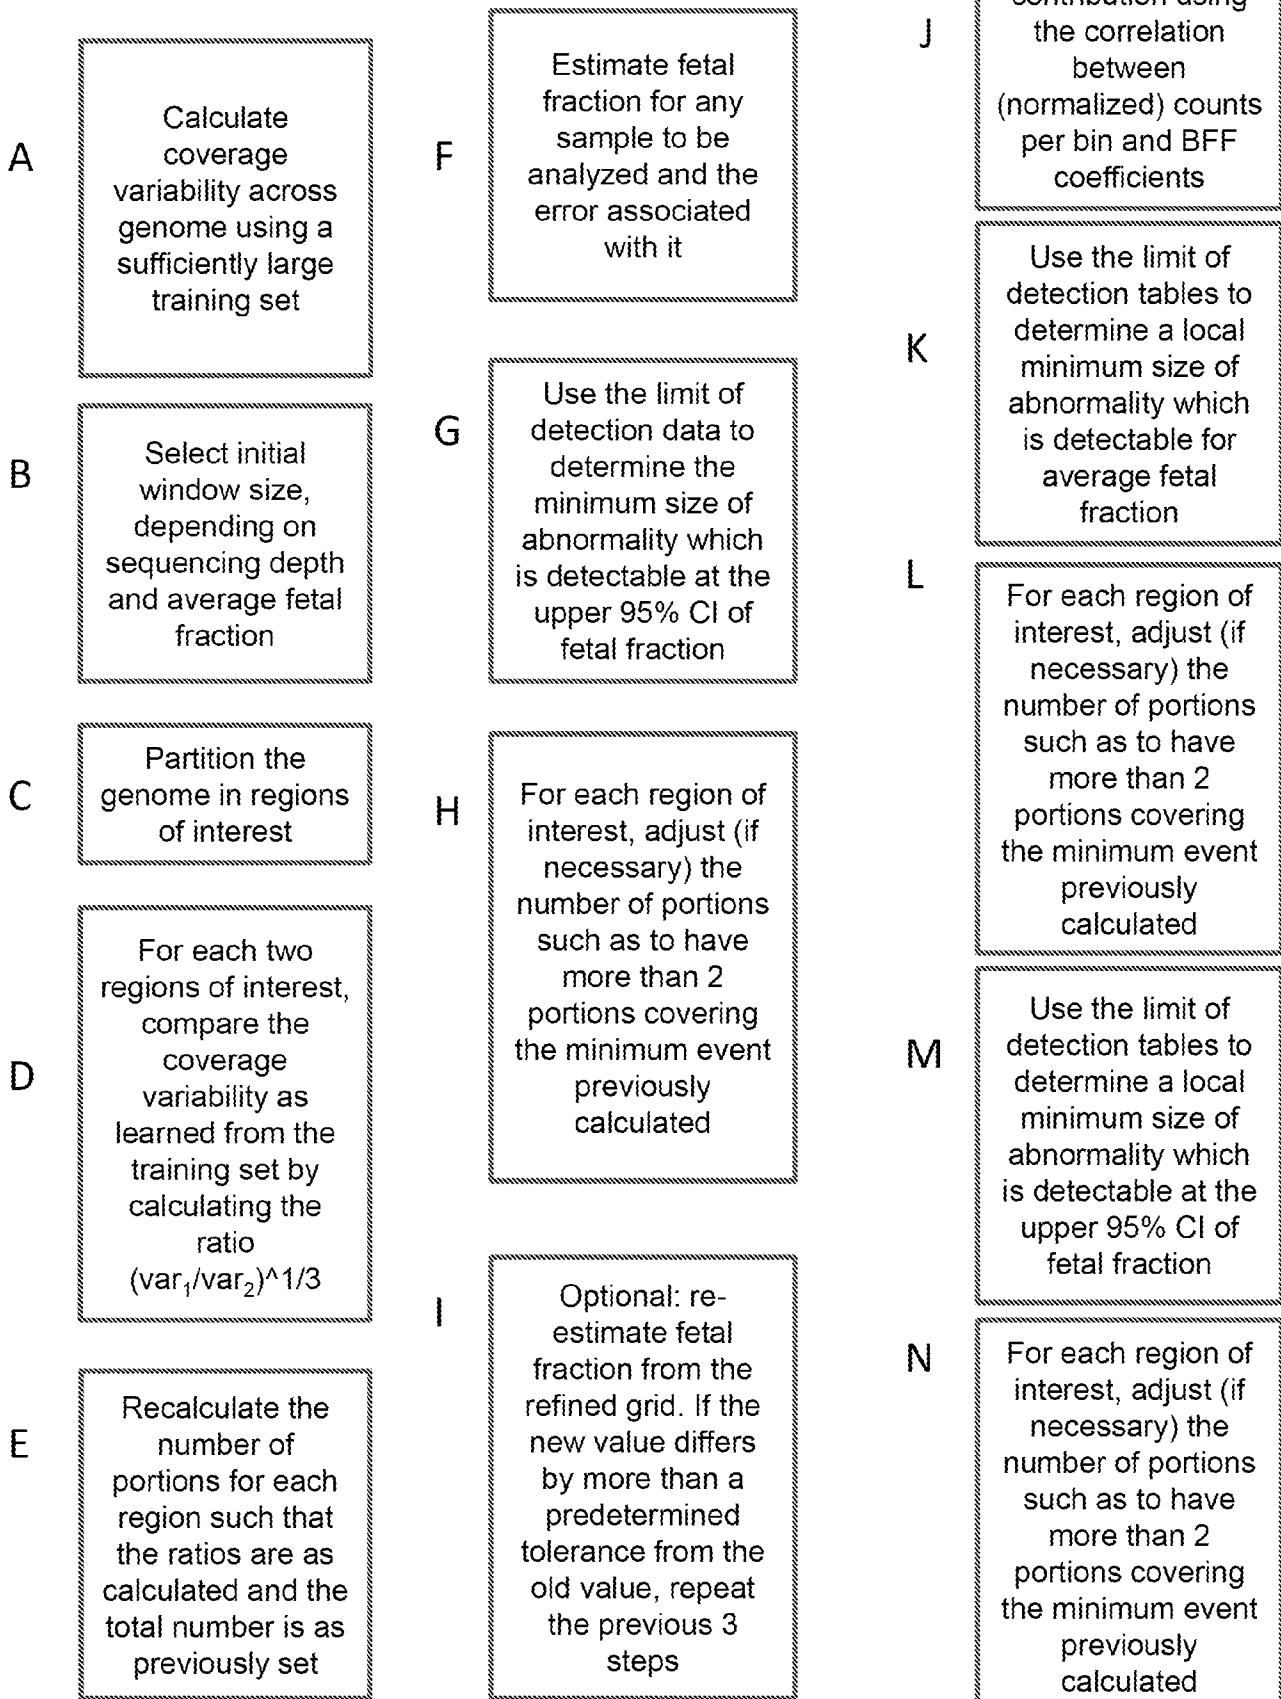 A
Calculate
coverage
variability across
genome using a
sufficiently large
training set
B
Select initial
window size,
depending on
sequencing depth
and average fetal
fraction
C
Partition the
genome in regions
of interest
D
For each two
regions of interest,
compare the
coverage
variability as
learned from the
training set by
calculating the
ratio
(var₁/var₂)^1/3
E
Recalculate the
number of
portions for each
region such that
the ratios are as
calculated and the
total number is as
previously set
F
Estimate fetal
fraction for any
sample to be
analyzed and the
error associated
with it
G
Use the limit of
detection data to
determine the
minimum size of
abnormality which
is detectable at the
upper 95% CI of
fetal fraction
H
For each region of
interest, adjust (if
necessary) the
number of portions
such as to have
more than 2
portions covering
the minimum event
previously
calculated
I
Optional: re-
estimate fetal
fraction from the
refined grid. If the
new value differs
by more than a
predetermined
tolerance from the
old value, repeat
the previous 3
steps
J
contribution using
the correlation
between
(normalized) counts
per bin and BFF
coefficients
K
Use the limit of
detection tables to
determine a local
minimum size of
abnormality which
is detectable for
average fetal
fraction
L
For each region of
interest, adjust (if
necessary) the
number of portions
such as to have
more than 2
portions covering
the minimum event
previously
calculated
M
Use the limit of
detection tables to
determine a local
minimum size of
abnormality which
is detectable at the
upper 95% CI of
fetal fraction
N
For each region of
interest, adjust (if
necessary) the
number of portions
such as to have
more than 2
portions covering
the minimum event
previously
calculated